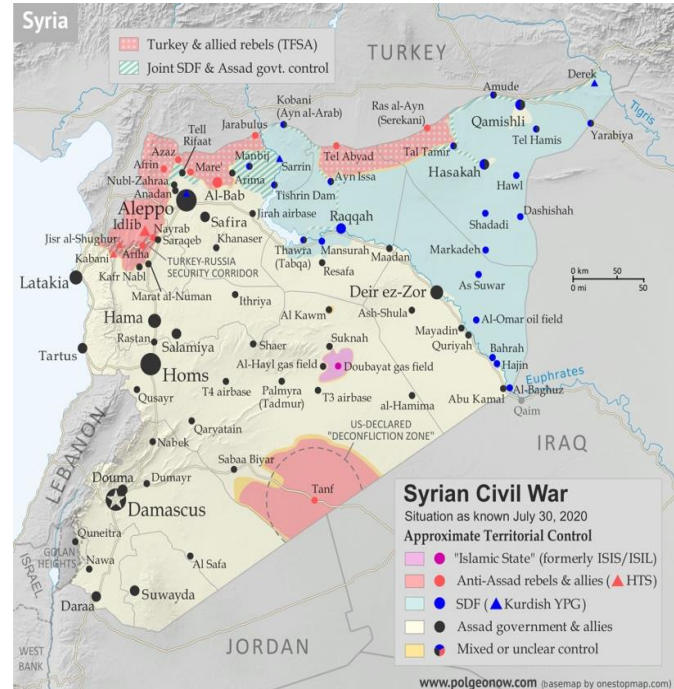 Syria
Turkey & allied rebels (TFSA)
Joint SDF & Assad govt. control
TURKEY
Derek
Amude
Kobani
(Ayn al-Arab)
Ras al-Ayn
(Serekani)
Qamishli
Tigris
Tell
Rifaat
Jarabulus
Yarabiya
Azaz
Manbij
Tel Abyad
Tal Tamir
Tel Hamis
Afrin
Mare'
Sarrin
Hasakah
Nubl-Zahraa
Arima
Ayn Issa
Hawl
Anadan
Al-Bab
Tishrin Dam
Aleppo
Jirah airbase
Raqqah
Shadadi
Dashishah
Idlib
Safira
Nayrab
Khanaser
Jisr al-Shughur
Saraqeb
Thawra
(Tabqa)
Mansurah
Maadan
Markadeh
Kabani
Ariha
TURKEY-RUSSIA
SECURITY CORRIDOR
Resafa
Kafr Nabl
As Suwar
0 km
50
0 mi
50
Latakia
Marat al-Numan
Ithriya
Deir ez-Zor
Al Kawm
Ash-Shula
Al-Omar oil field
Hama
Mayadin
Rastan
Salamiya
Shaer
Suknah
Quriyah
Tartus
Bahrah
Al-Hayl gas field
Doubayat gas field
Hajin
Euphrates
Homs
T4 airbase
Palmyra
(Tadmur)
T3 airbase
Al-Baghuz
Qusayr
al-Hamima
Abu Kamal
Qaim
LEBANON
Qaryatain
US-DECLARED
"DECONFLICTION ZONE"
IRAQ
Nabek
Sabaa Biyar
Douma
Dumayr
Tanf
Damascus
Quneitra
GOLAN
HEIGHTS
Nawa
Al Safa
ISRAEL
Daraa
Suwayda
JORDAN
WEST
BANK
Syrian Civil War
Situation as known July 30, 2020
Approximate Territorial Control
"Islamic State" (formerly ISIS/ISIL)
Anti-Assad rebels & allies (▲ HTS)
SDF (▲ Kurdish YPG)
Assad government & allies
Mixed or unclear control
www.polgeonow.com (basemap by onestopmap.com)